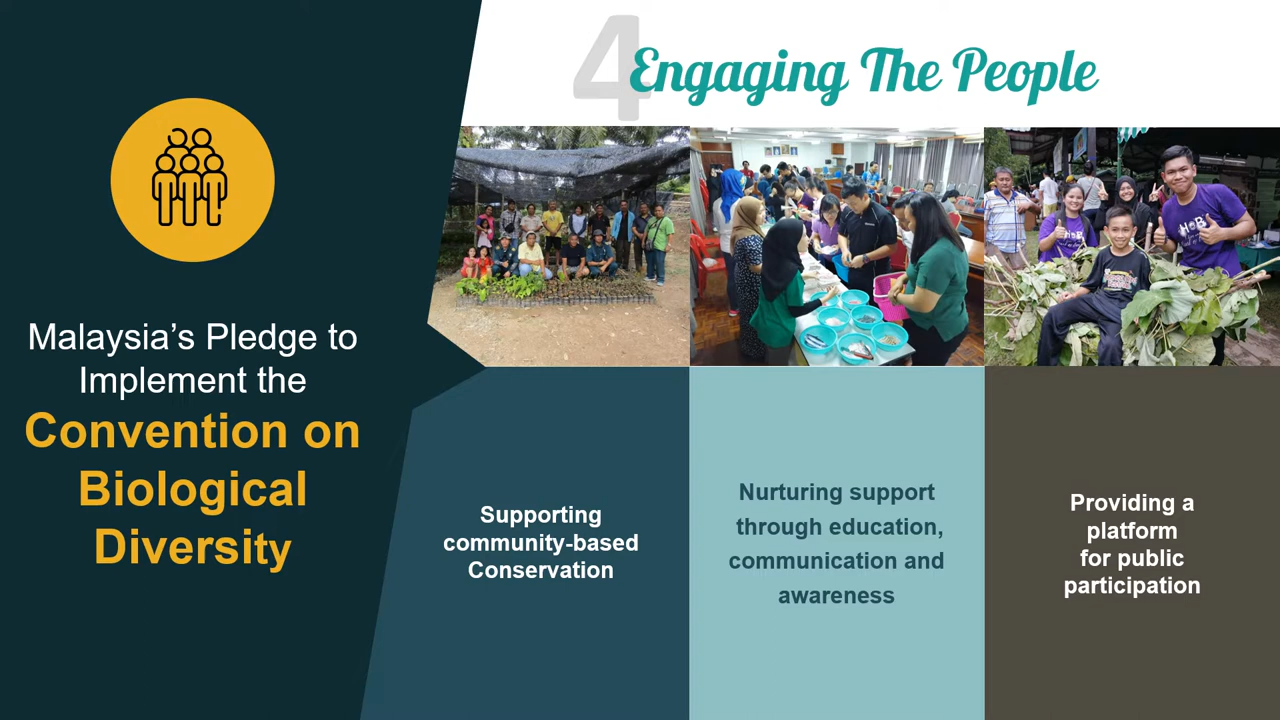 4 Engaging The People
Malaysia's Pledge to
Implement the
Convention on
Biological
Diversity
Supporting
community-based
Conservation
Nurturing support
through education,
communication and
awareness
Providing a
platform
for public
participation